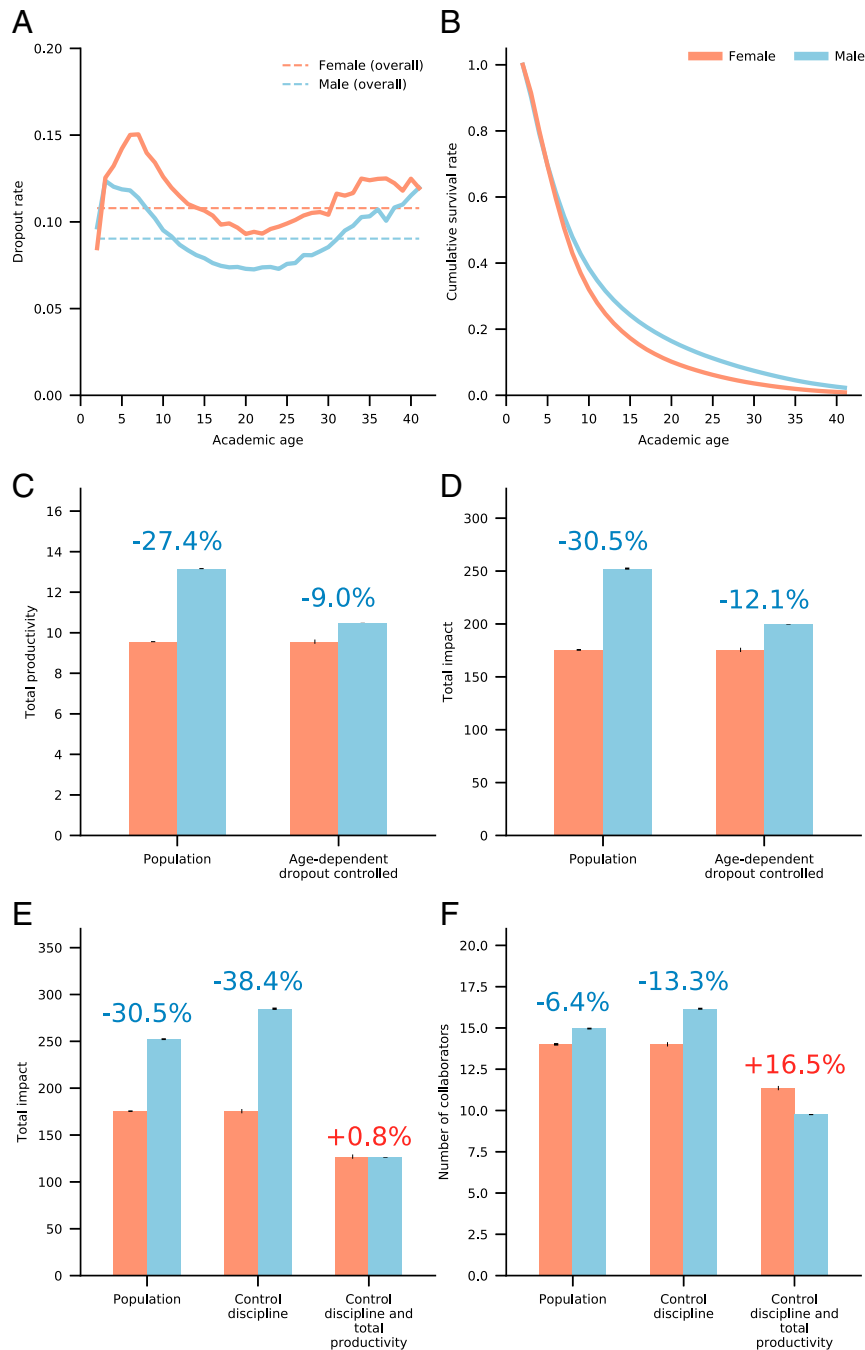 A
0.20
0.15
0.10
0.05
0.00
Dropout rate
Female (overall)
Male (overall)
0 5 10 15 20 25 30 35 40
Academic age
B
1.0
0.8
0.6
0.4
0.2
0.0
Cumulative survival rate
Female Male
0 5 10 15 20 25 30 35 40
Academic age
C
16
14
12
10
8
6
4
2
0
Total productivity
-27.4%
-9.0%
Population
Age-dependent
dropout controlled
D
300
250
200
150
100
50
0
Total impact
-30.5%
-12.1%
Population
Age-dependent
dropout controlled
E
350
300
250
200
150
100
50
0
Total impact
-30.5%
-38.4%
+0.8%
Population
Control
discipline
Control
discipline and
total
productivity
F
20.0
17.5
15.0
12.5
10.0
7.5
5.0
2.5
0.0
Number of collaborators
-6.4%
-13.3%
+16.5%
Population
Control
discipline
Control
discipline and
total
productivity